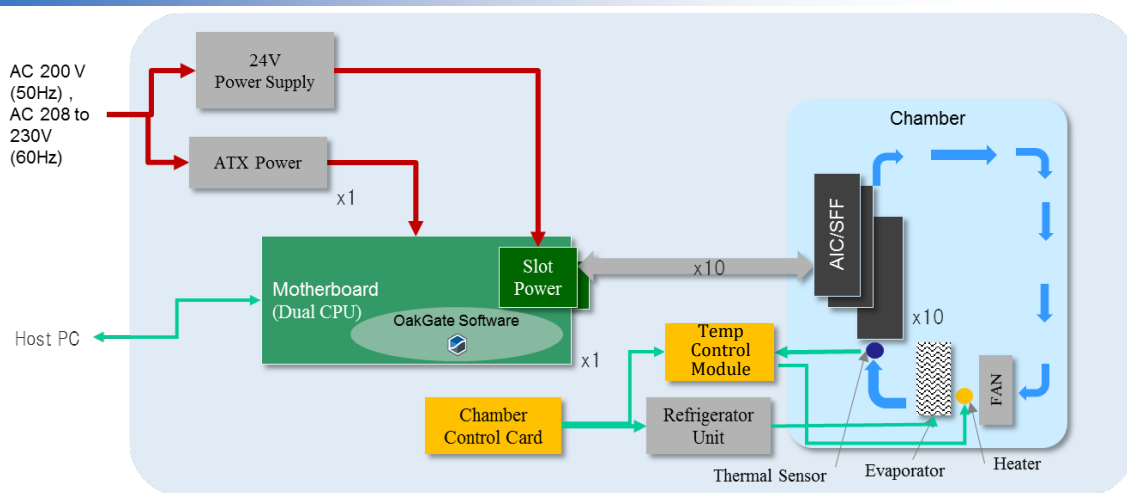 24V
Power Supply
AC 200 V
(50Hz) ,
AC 208 to
230V
(60Hz)
ATX Power
x1
Chamber
AIC/SFF
x10
Slot
Power
x10
Motherboard
(Dual CPU)
OakGate Software
x1
Host PC
Temp
Control
Module
FAN
Chamber
Control Card
Refrigerator
Unit
Thermal Sensor
Evaporator
Heater